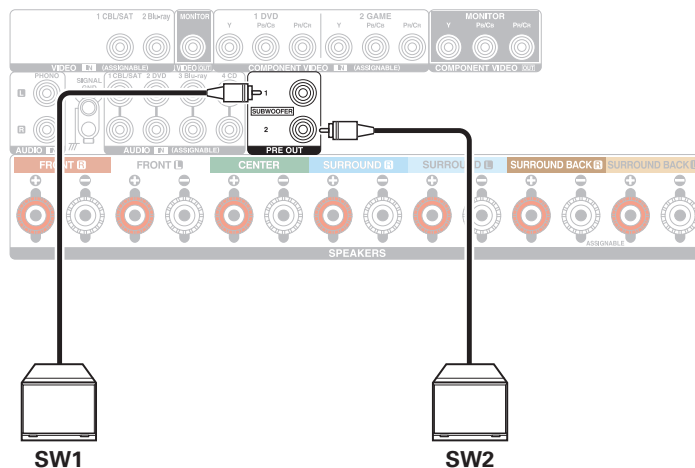 1 CBL/SAT 2 Blu-ray MONITOR
1 DVD 2 GAME MONITOR
Y PB/CB PR/CR Y PB/CB PR/CR Y PB/CB PR/CR
VIDEO IN (ASSIGNABLE) VIDEO OUT COMPONENT VIDEO IN (ASSIGNABLE) COMPONENT VIDEO OUT
PHONO SIGNAL GND 1 CBL/SAT 2 DVD 3 Blu-ray 4 CD
L
R
1
SUBWOOFER
2
AUDIO IN AUDIO IN (ASSIGNABLE) PRE OUT
FRONT R FRONT L CENTER SURROUND R SURROUND L SURROUND BACK R SURROUND BACK
ASSIGNABLE
SPEAKERS
SW1 SW2